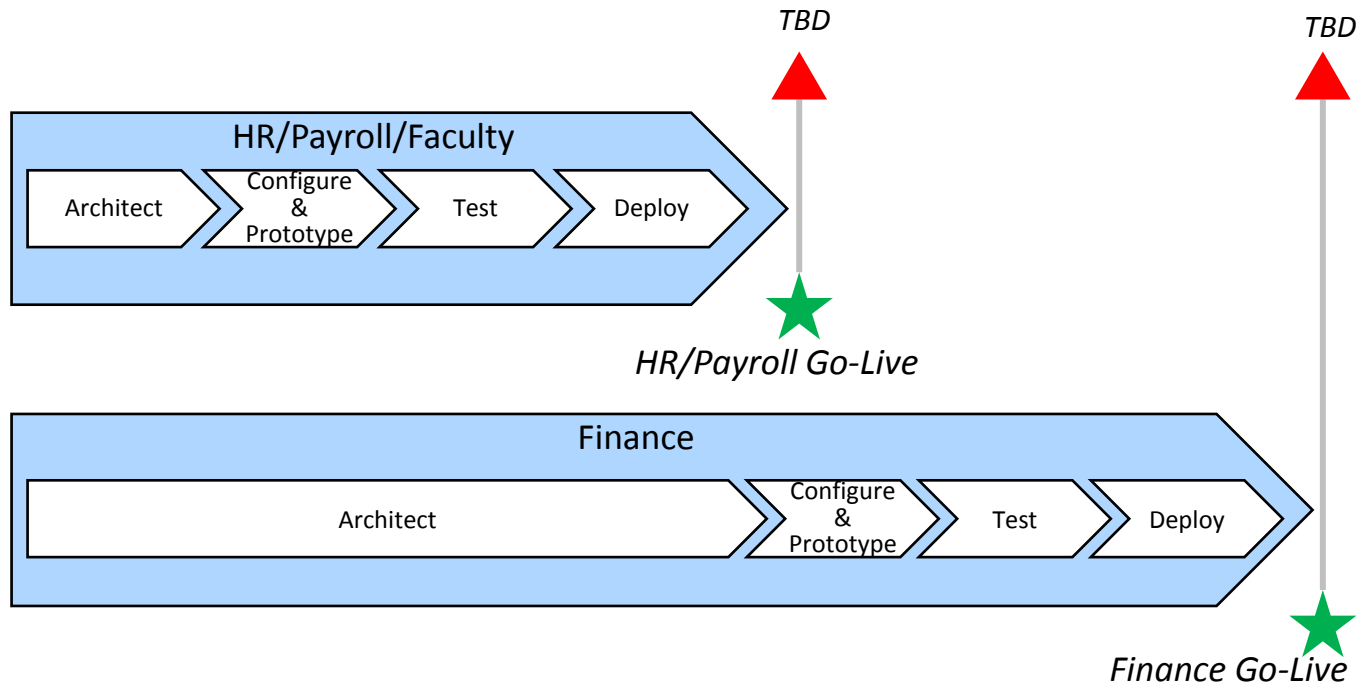 TBD
TBD
HR/Payroll/Faculty
Architect
Configure
&
Prototype
Test
Deploy
HR/Payroll Go-Live
Finance
Architect
Configure
&
Prototype
Test
Deploy
Finance Go-Live